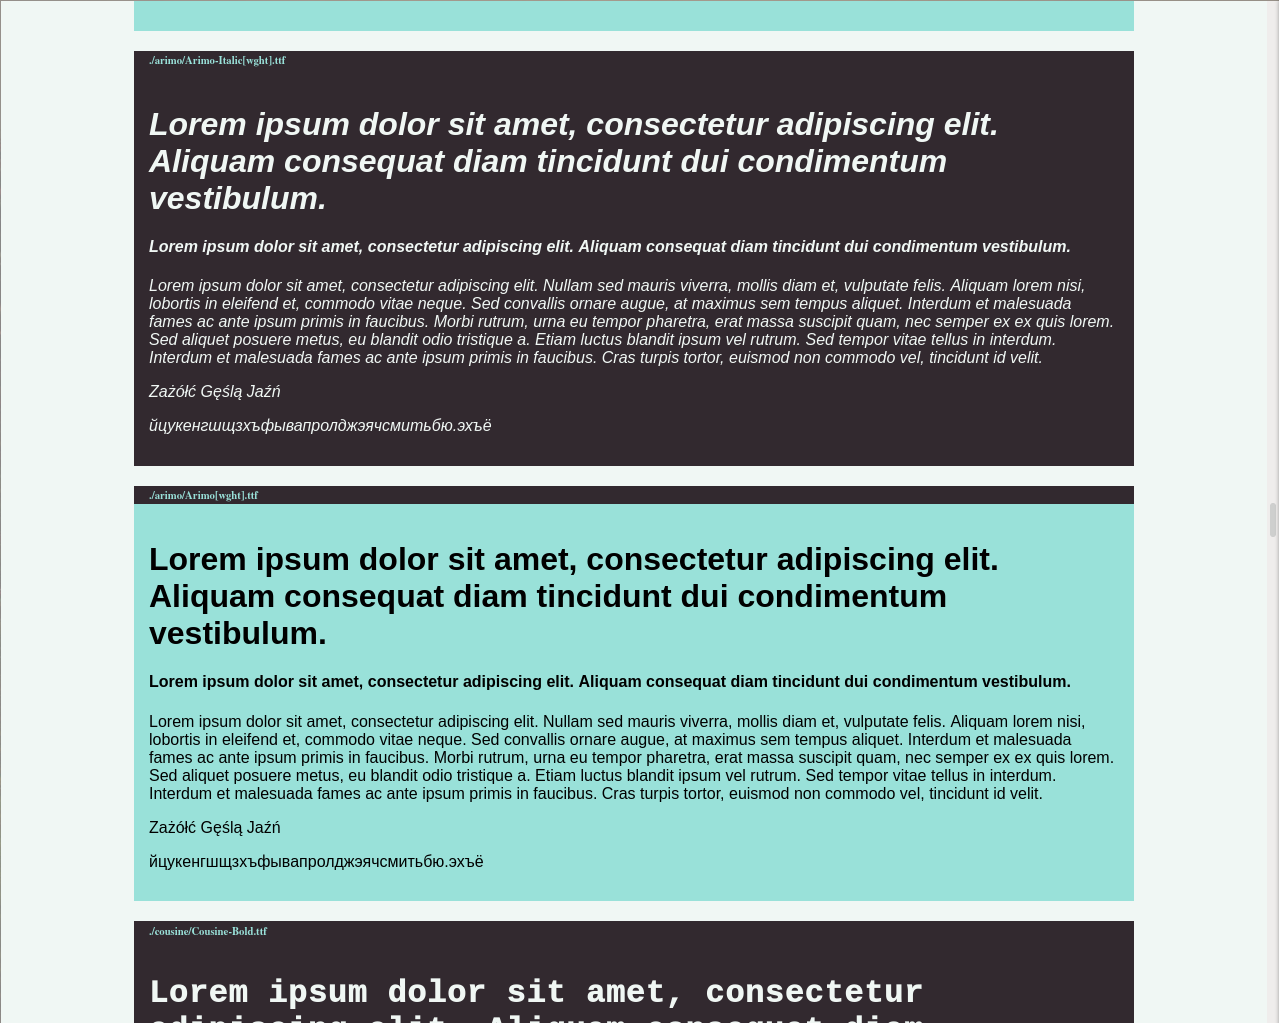 ./arimo/Arimo-Italic[wght].ttf
Lorem ipsum dolor sit amet, consectetur adipiscing elit.
Aliquam consequat diam tincidunt dui condimentum
vestibulum.
Lorem ipsum dolor sit amet, consectetur adipiscing elit. Aliquam consequat diam tincidunt dui condimentum vestibulum.
Lorem ipsum dolor sit amet, consectetur adipiscing elit. Nullam sed mauris viverra, mollis diam et, vulputate felis. Aliquam lorem nisi,
lobortis in eleifend et, commodo vitae neque. Sed convallis ornare augue, at maximus sem tempus aliquet. Interdum et malesuada
fames ac ante ipsum primis in faucibus. Morbi rutrum, urna eu tempor pharetra, erat massa suscipit quam, nec semper ex ex quis lorem.
Sed aliquet posuere metus, eu blandit odio tristique a. Etiam luctus blandit ipsum vel rutrum. Sed tempor vitae tellus in interdum.
Interdum et malesuada fames ac ante ipsum primis in faucibus. Cras turpis tortor, euismod non commodo vel, tincidunt id velit.
Zażółć Gęślą Jaźń
йцукенгшщзхъфывапролджэячсмитьбю.эхъё
./arimo/Arimo[wght].ttf
Lorem ipsum dolor sit amet, consectetur adipiscing elit.
Aliquam consequat diam tincidunt dui condimentum
vestibulum.
Lorem ipsum dolor sit amet, consectetur adipiscing elit. Aliquam consequat diam tincidunt dui condimentum vestibulum.
Lorem ipsum dolor sit amet, consectetur adipiscing elit. Nullam sed mauris viverra, mollis diam et, vulputate felis. Aliquam lorem nisi,
lobortis in eleifend et, commodo vitae neque. Sed convallis ornare augue, at maximus sem tempus aliquet. Interdum et malesuada
fames ac ante ipsum primis in faucibus. Morbi rutrum, urna eu tempor pharetra, erat massa suscipit quam, nec semper ex ex quis lorem.
Sed aliquet posuere metus, eu blandit odio tristique a. Etiam luctus blandit ipsum vel rutrum. Sed tempor vitae tellus in interdum.
Interdum et malesuada fames ac ante ipsum primis in faucibus. Cras turpis tortor, euismod non commodo vel, tincidunt id velit.
Zażółć Gęślą Jaźń
йцукенгшщзхъфывапролджэячсмитьбю.эхъё
./cousine/Cousine-Bold.ttf
Lorem ipsum dolor sit amet, consectetur